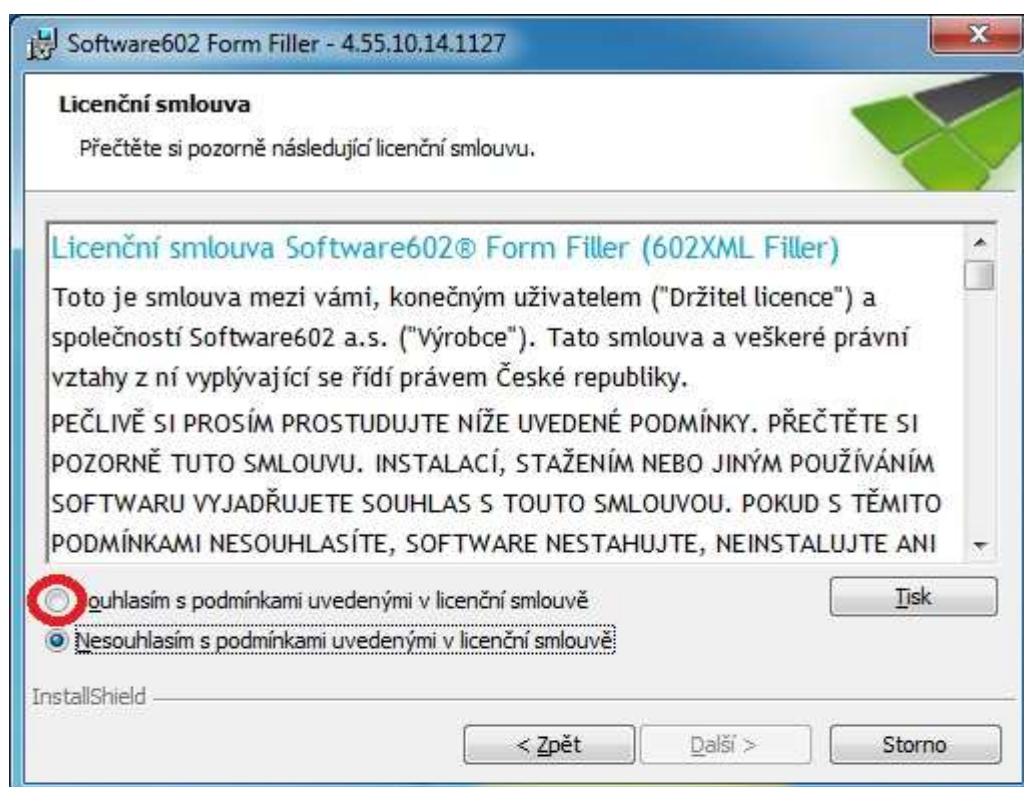 Software602 Form Filler - 4.55.10.14.1127
Licenční smlouva
Přečtěte si pozorně následující licenční smlouvu.
Licenční smlouva Software602® Form Filler (602XML Filler)
Toto je smlouva mezi vámi, konečným uživatelem ("Držitel licence") a
společností Software602 a.s. ("Výrobce"). Tato smlouva a veškeré právní
vztahy z ní vyplývající se řídí právem České republiky.
PEČLIVĚ SI PROSÍM PROSTUDUJTE NÍŽE UVEDENÉ PODMÍNKY. PŘEČTĚTE SI
POZORNĚ TUTO SMLOUVU. INSTALACÍ, STAŽENÍM NEBO JINÝM POUŽÍVÁNÍM
SOFTWARU VYJADŘUJETE SOUHLAS S TOUTO SMLOUVOU. POKUD S TĚMITO
PODMÍNKAMI NESOUHLASÍTE, SOFTWARE NESTAHUJTE, NEINSTALUJTE ANI
ouhlasím s podmínkami uvedenými v licenční smlouvě
Tisk
Nesouhlasím s podmínkami uvedenými v licenční smlouvě
InstallShield
< Zpět
Další >
Storno